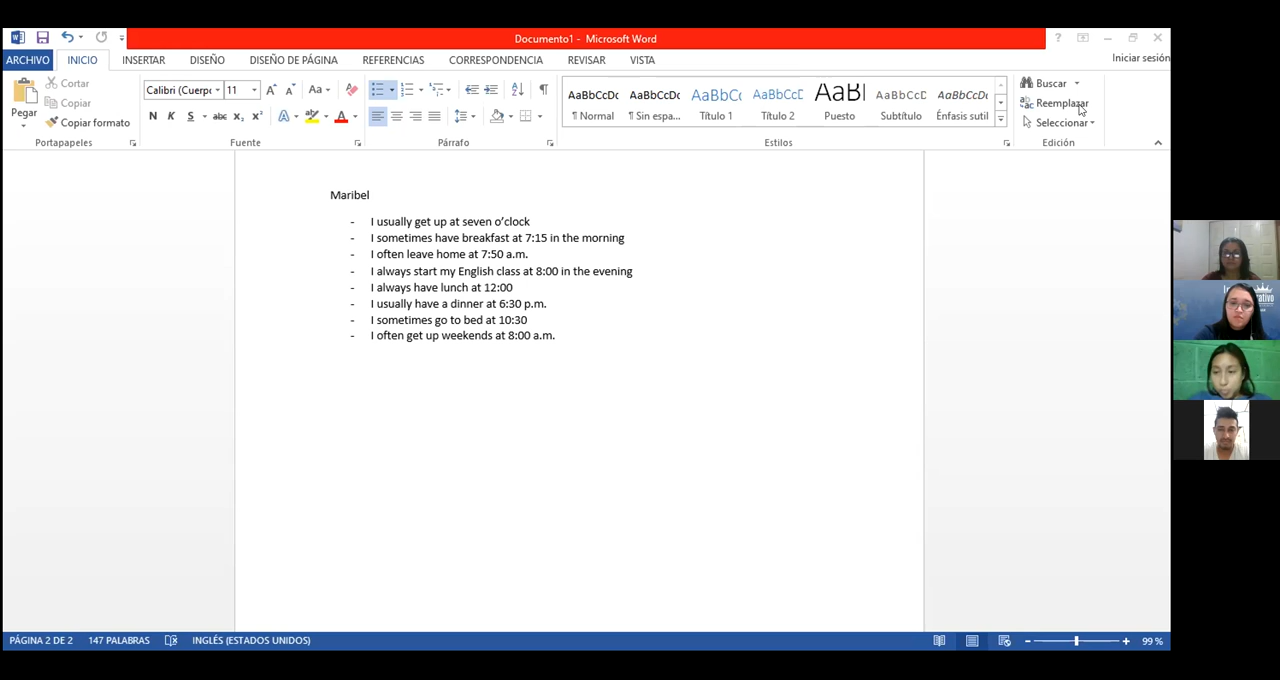 Documento1 - Microsoft Word
ARCHIVO INICIO INSERTAR DISEÑO DISEÑO DE PÁGINA REFERENCIAS CORRESPONDENCIA REVISAR VISTA Iniciar sesión
Pegar
Cortar
Copiar
Copiar formato
Portapapeles
Calibri (Cuerpo 11
N K S abc x₂ x²
Fuente
Párrafo
AaBbCcDc AaBbCcDc AaBbCc AaBbCcD AaBl AaBbCcD AaBbCcDc
¶ Normal ¶ Sin espa... Título 1 Título 2 Puesto Subtítulo Énfasis sutil
Estilos
Buscar
Reemplazar
Seleccionar
Edición
Maribel
- I usually get up at seven o’clock
- I sometimes have breakfast at 7:15 in the morning
- I often leave home at 7:50 a.m.
- I always start my English class at 8:00 in the evening
- I always have lunch at 12:00
- I usually have a dinner at 6:30 p.m.
- I sometimes go to bed at 10:30
- I often get up weekends at 8:00 a.m.
PÁGINA 2 DE 2 147 PALABRAS INGLÉS (ESTADOS UNIDOS) 99 %